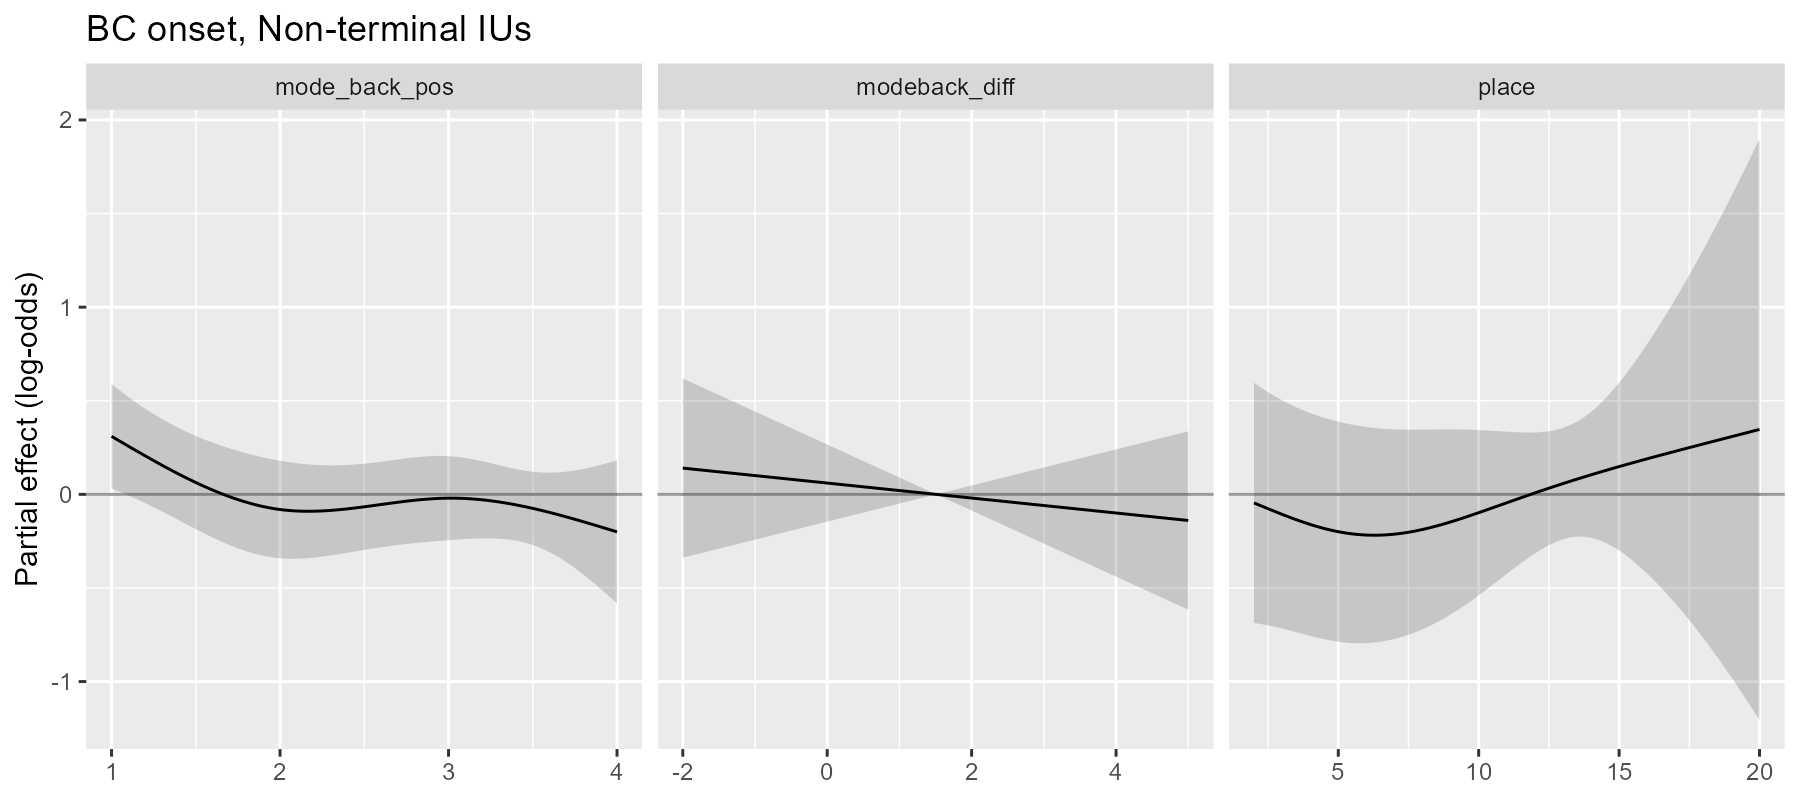 BC onset, Non-terminal IUs
mode_back_pos modeback_diff place
Partial effect (log-odds)
2
1
0
-1
1 2 3 4 -2 0 2 4 5 10 15 20